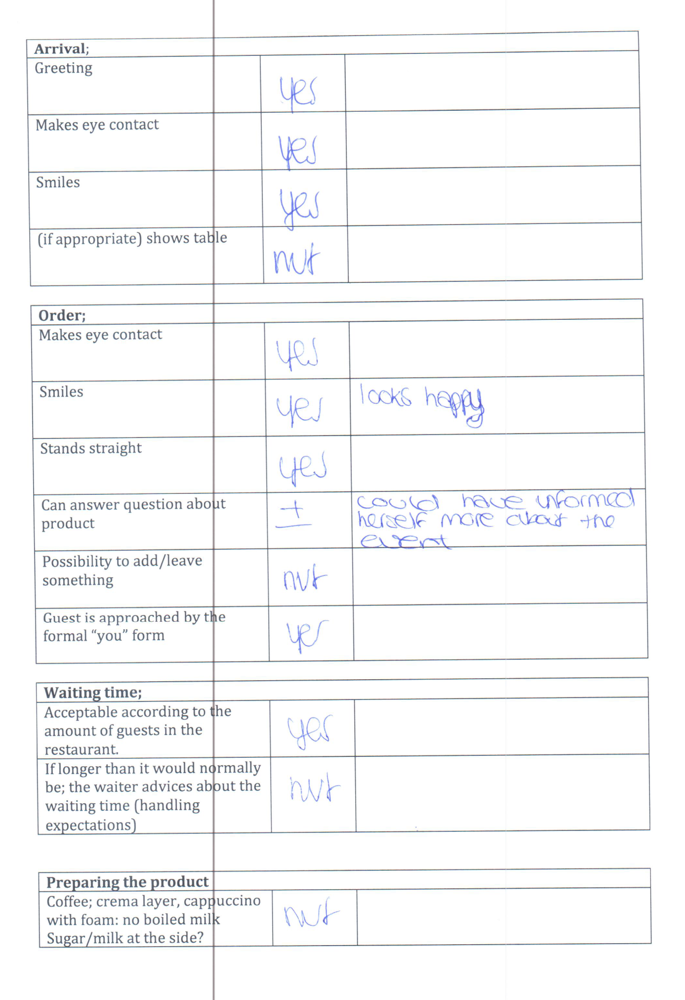 Arrival;
Greeting
yes
Makes eye contact
yes
Smiles
yes
(if appropriate) shows table
nvt
Order;
Makes eye contact
yes
Smiles
yes
looks happy
Stands straight
yes
Can answer question about
product
±
could have informed
herself more about the
event
Possibility to add/leave
something
nvt
Guest is approached by the
formal “you” form
yes
Waiting time;
Acceptable according to the
amount of guests in the
restaurant.
yes
If longer than it would normally
be; the waiter advices about the
waiting time (handling
expectations)
nvt
Preparing the product
Coffee; crema layer, cappuccino
with foam: no boiled milk
Sugar/milk at the side?
nvt